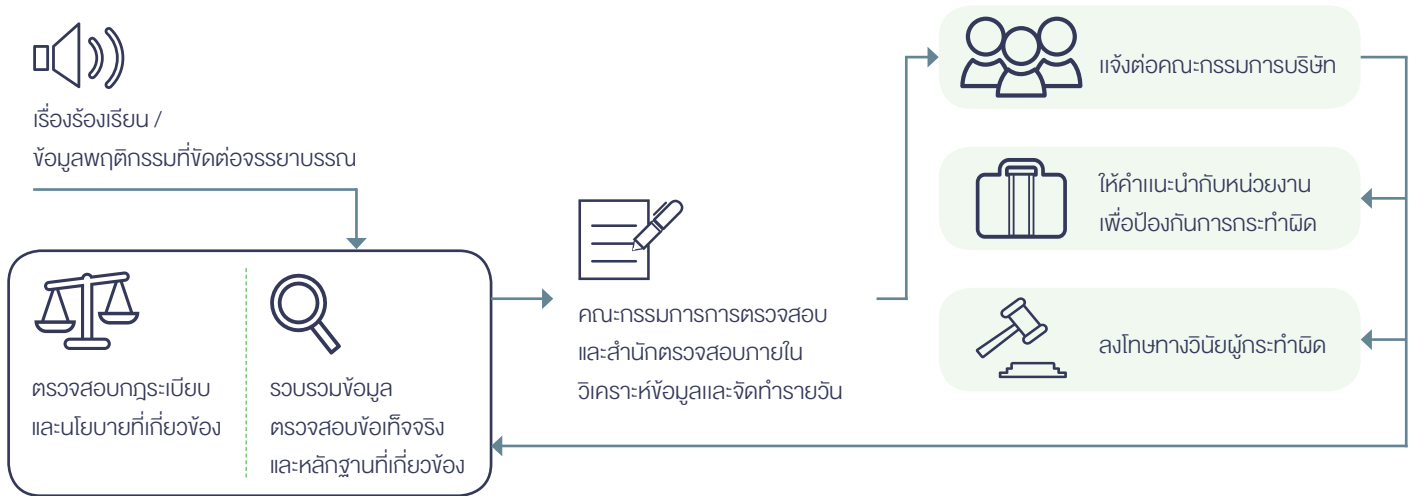 เรื่องร้องเรียน /
ข้อมูลพฤติกรรมที่ขัดต่อจรรยาบรรณ
ตรวจสอบกฎระเบียบ
และนโยบายที่เกี่ยวข้อง
รวบรวมข้อมูล
ตรวจสอบข้อเท็จจริง
และหลักฐานที่เกี่ยวข้อง
คณะกรรมการการตรวจสอบ
และสำนักตรวจสอบภายใน
วิเคราะห์ข้อมูลและจัดทำรายวัน
แจ้งต่อคณะกรรมการบริษัท
ให้คำแนะนำกับหน่วยงาน
เพื่อป้องกันการกระทำผิด
ลงโทษทางวินัยผู้กระทำผิด